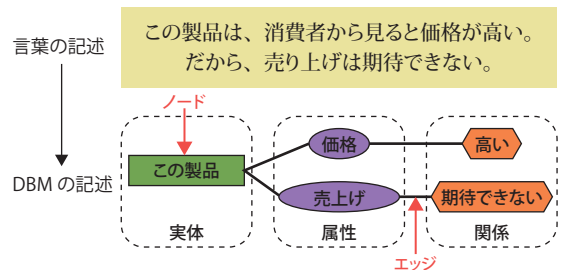 言葉の記述
この製品は、消費者から見ると価格が高い。
だから、売り上げは期待できない。
ノード
DBMの記述
この製品
価格
高い
売上げ
期待できない
実体
属性
関係
エッジ